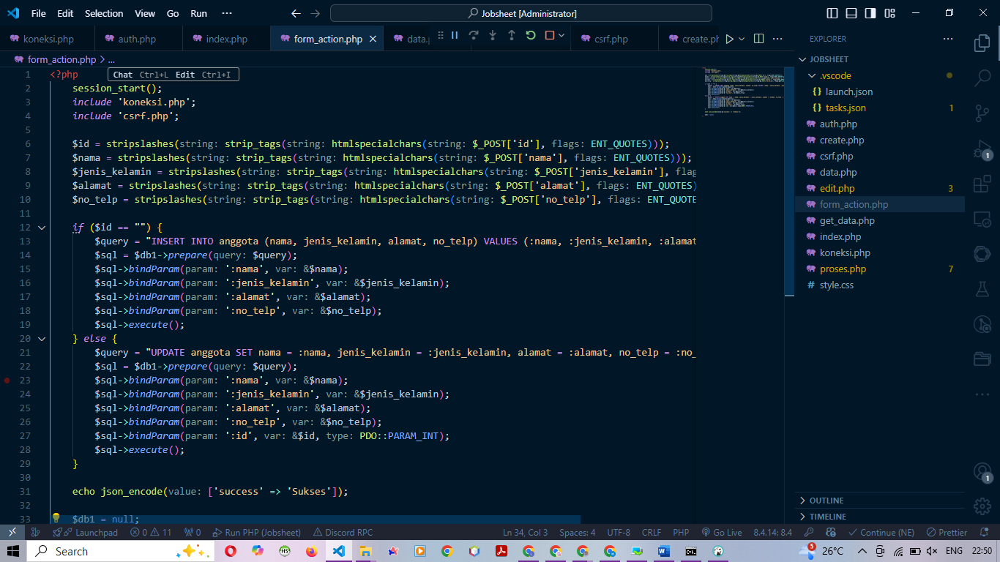 File Edit Selection View Go Run ··· Jobsheet [Administrator]
koneksi.php auth.php index.php form_action.php data. csrf.php create.ph
form_action.php > ...
Chat Ctrl+L Edit Ctrl+I
1 <?php
2 session_start();
3 include 'koneksi.php';
4 include 'csrf.php';
5
6 $id = stripslashes(string: strip_tags(string: htmlspecialchars(string: $_POST['id'], flags: ENT_QUOTES)));
7 $nama = stripslashes(string: strip_tags(string: htmlspecialchars(string: $_POST['nama'], flags: ENT_QUOTES)));
8 $jenis_kelamin = stripslashes(string: strip_tags(string: htmlspecialchars(string: $_POST['jenis_kelamin'], flag
9 $alamat = stripslashes(string: strip_tags(string: htmlspecialchars(string: $_POST['alamat'], flags: ENT_QUOTES)
10 $no_telp = stripslashes(string: strip_tags(string: htmlspecialchars(string: $_POST['no_telp'], flags: ENT_QUOTE
11
12 if ($id == "") {
13 $query = "INSERT INTO anggota (nama, jenis_kelamin, alamat, no_telp) VALUES (:nama, :jenis_kelamin, :alamat
14 $sql = $db1->prepare(query: $query);
15 $sql->bindParam(param: ':nama', var: &$nama);
16 $sql->bindParam(param: ':jenis_kelamin', var: &$jenis_kelamin);
17 $sql->bindParam(param: ':alamat', var: &$alamat);
18 $sql->bindParam(param: ':no_telp', var: &$no_telp);
19 $sql->execute();
20 } else {
21 $query = "UPDATE anggota SET nama = :nama, jenis_kelamin = :jenis_kelamin, alamat = :alamat, no_telp = :no_
22 $sql = $db1->prepare(query: $query);
23 $sql->bindParam(param: ':nama', var: &$nama);
24 $sql->bindParam(param: ':jenis_kelamin', var: &$jenis_kelamin);
25 $sql->bindParam(param: ':alamat', var: &$alamat);
26 $sql->bindParam(param: ':no_telp', var: &$no_telp);
27 $sql->bindParam(param: ':id', var: &$id, type: PDO::PARAM_INT);
28 $sql->execute();
29 }
30
31 echo json_encode(value: ['success' => 'Sukses']);
32
33 $db1 = null;
EXPLORER
JOBSHEET
.vscode
{} launch.json
{} tasks.json 1
auth.php
create.php
csrf.php
data.php
edit.php 3
form_action.php
get_data.php
index.php
koneksi.php
proses.php 7
# style.css
OUTLINE
TIMELINE
1
1
Launchpad 0 11 0 Run PHP (Jobsheet) Discord RPC Ln 34, Col 3 Spaces: 4 UTF-8 CRLF PHP Go Live 8.4.14: 8.4 Continue (NE) Prettier
Search 5 26°C ENG 22:50